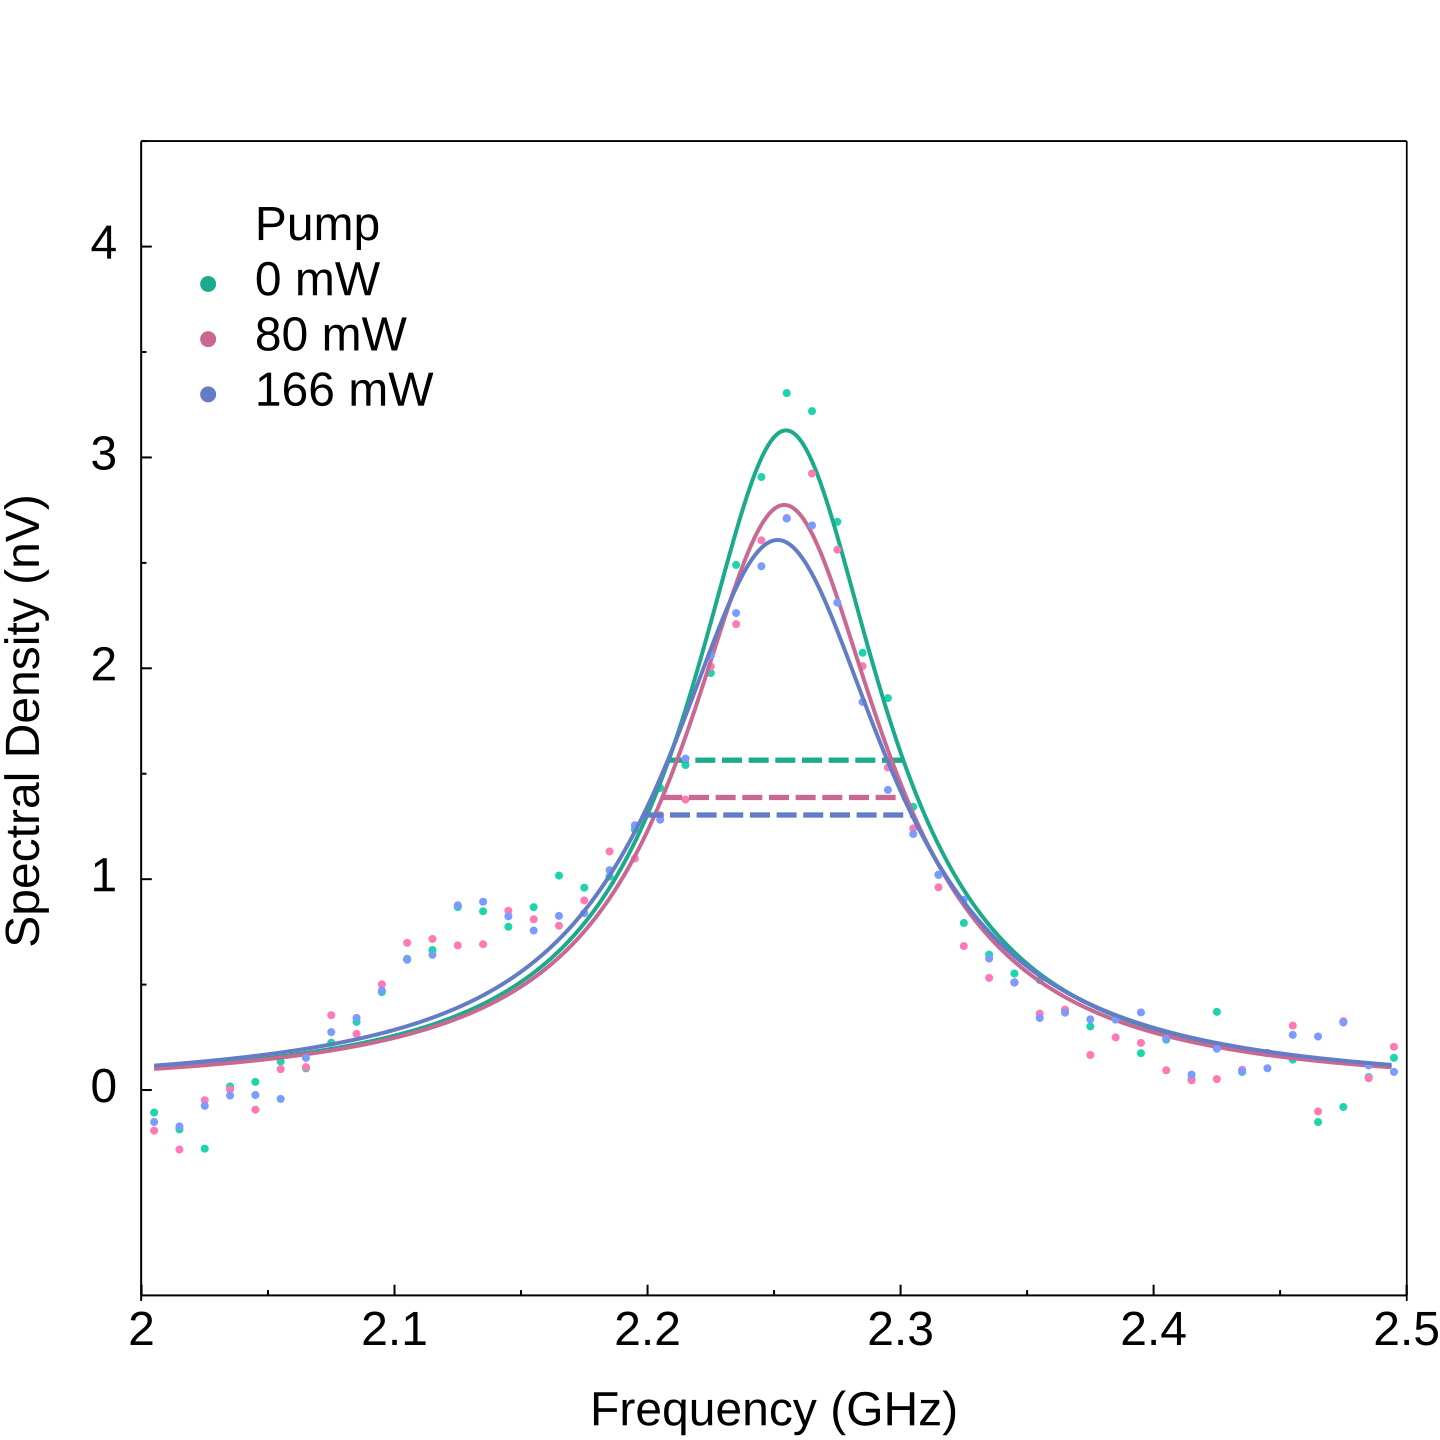 Pump
0 mW
80 mW
166 mW
4
3
2
1
0
Spectral Density (nV)
2 2.1 2.2 2.3 2.4 2.5
Frequency (GHz)